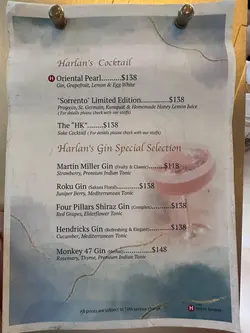 Harlan's Cocktail
H Oriental Pearl.........$138
Gin, Grapefruit, Lemon & Egg White
'Sorrento' Limited Edition..........$138
Prosecco, St. Germain, Kumquat & Homemade Honey Lemon Juice
( For details please check with our staffs)
The "HK"........$138
Sake Cocktail ( For details please check with our staffs)
Harlan's Gin Special Selection
Martin Miller Gin (Fruity & Classic)........$118
Strawberry, Premium Indian Tonic
Roku Gin (Sakura Floral)............$138
Juniper Berry, Mediterranean Tonic
Four Pillars Shiraz Gin (Complex)........$138
Red Grapes, Elderflower Tonic
Hendricks Gin (Refreshing & Elegant).........$138
Cucumber, Mediterranean Tonic
Monkey 47 Gin (Herbal)..........$148
Rosemary, Thyme, Premium Indian Tonic
All prices are subject to 10% service charge
H